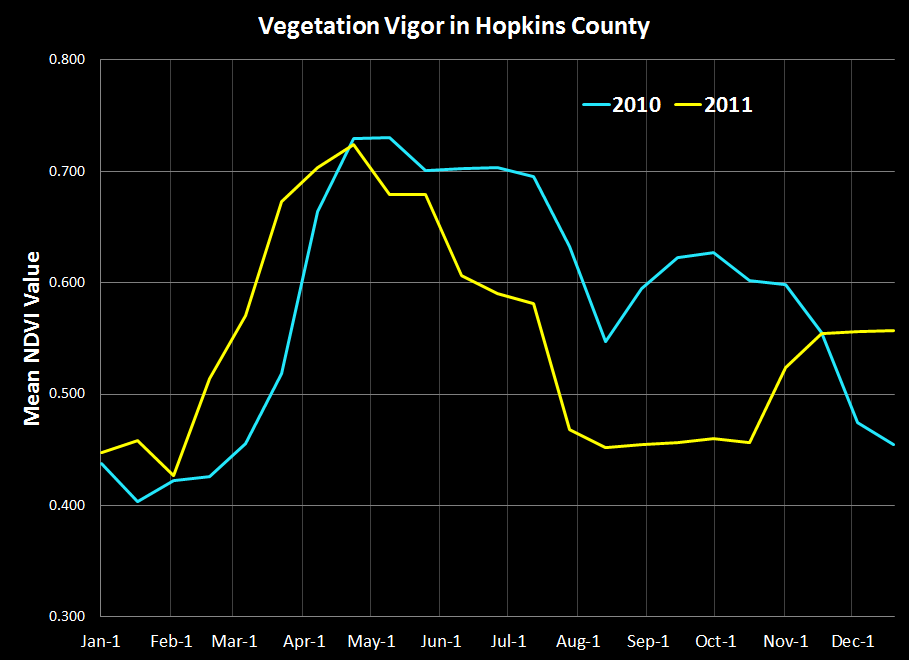 Vegetation Vigor in Hopkins County
0.800
2010 2011
0.700
0.600
Mean NDVI Value
0.500
0.400
0.300
Jan-1 Feb-1 Mar-1 Apr-1 May-1 Jun-1 Jul-1 Aug-1 Sep-1 Oct-1 Nov-1 Dec-1